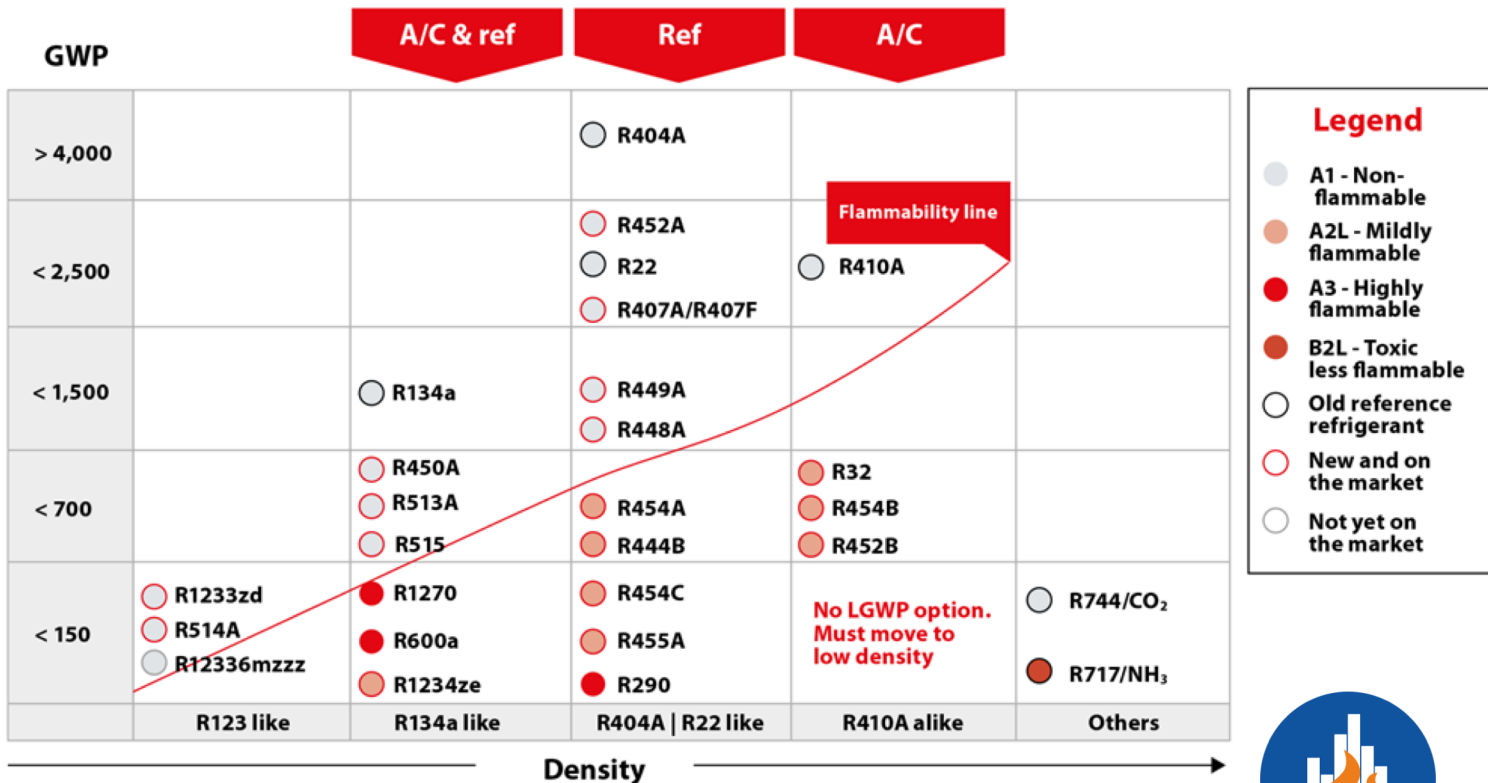 GWP
A/C & ref
Ref
A/C
> 4,000
R404A
Flammability line
< 2,500
R452A
R22
R407A/R407F
R410A
< 1,500
R134a
R449A
R448A
< 700
R450A
R513A
R515
R454A
R444B
R32
R454B
R452B
< 150
R1233zd
R514A
R12336mzzz
R1270
R600a
R1234ze
R454C
R455A
R290
No LGWP option.
Must move to
low density
R744/CO₂
R717/NH₃
R123 like
R134a like
R404A | R22 like
R410A alike
Others
Density
Legend
A1 - Non-
flammable
A2L - Mildly
flammable
A3 - Highly
flammable
B2L - Toxic
less flammable
Old reference
refrigerant
New and on
the market
Not yet on
the market